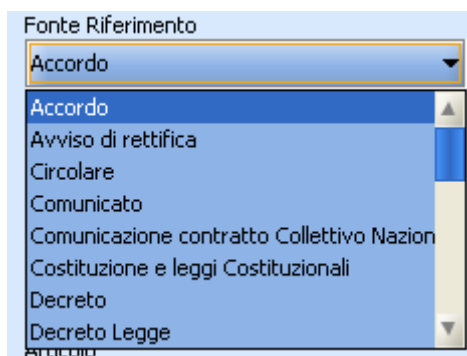 Fonte Riferimento
Accordo
Accordo
Avviso di rettifica
Circolare
Comunicato
Comunicazione contratto Collettivo Nazion
Costituzione e leggi Costituzionali
Decreto
Decreto Legge